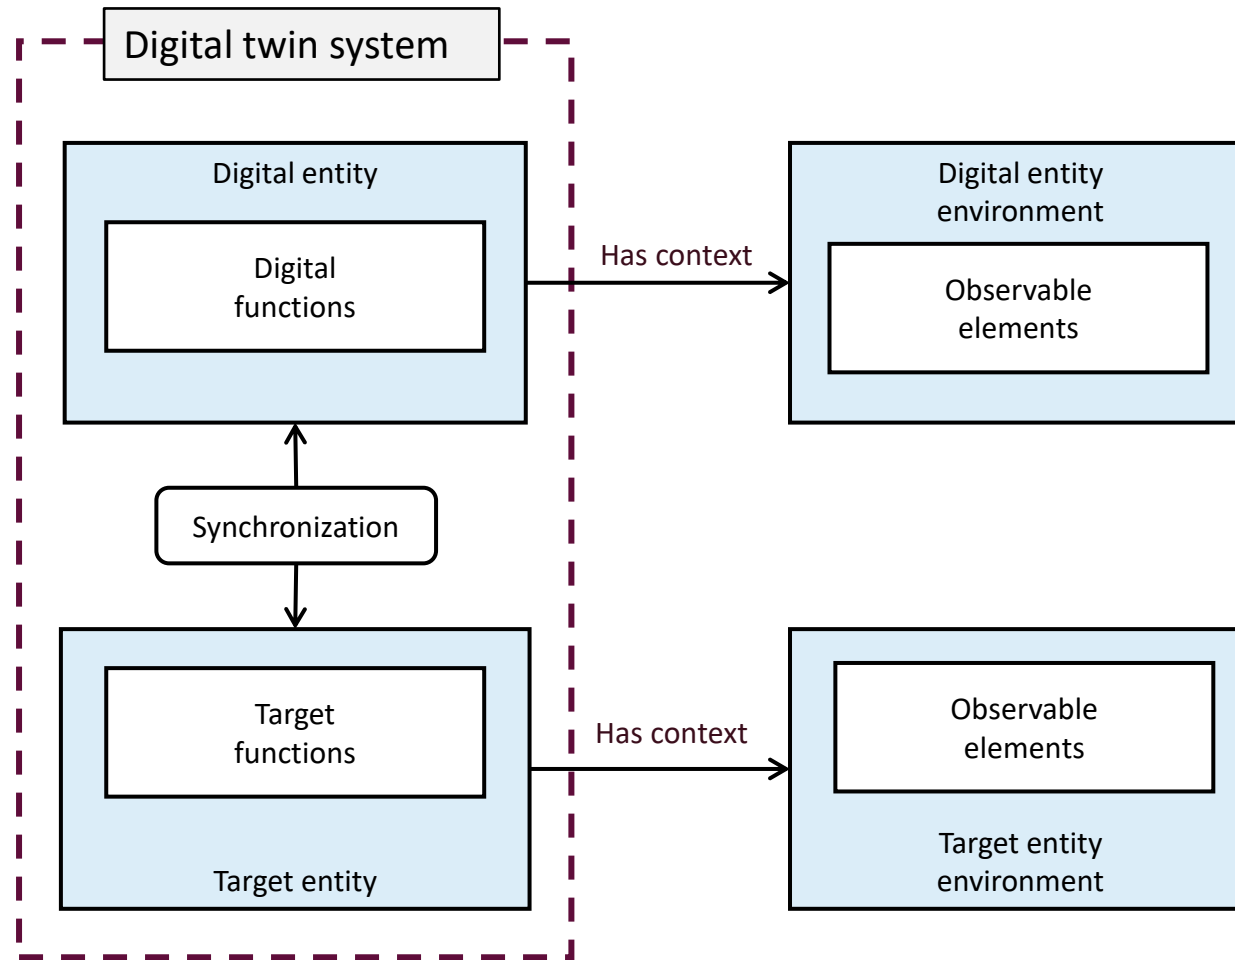 Digital twin system
Digital entity
Digital
functions
Has context
Digital entity
environment
Observable
elements
Synchronization
Target
functions
Target entity
Has context
Observable
elements
Target entity
environment